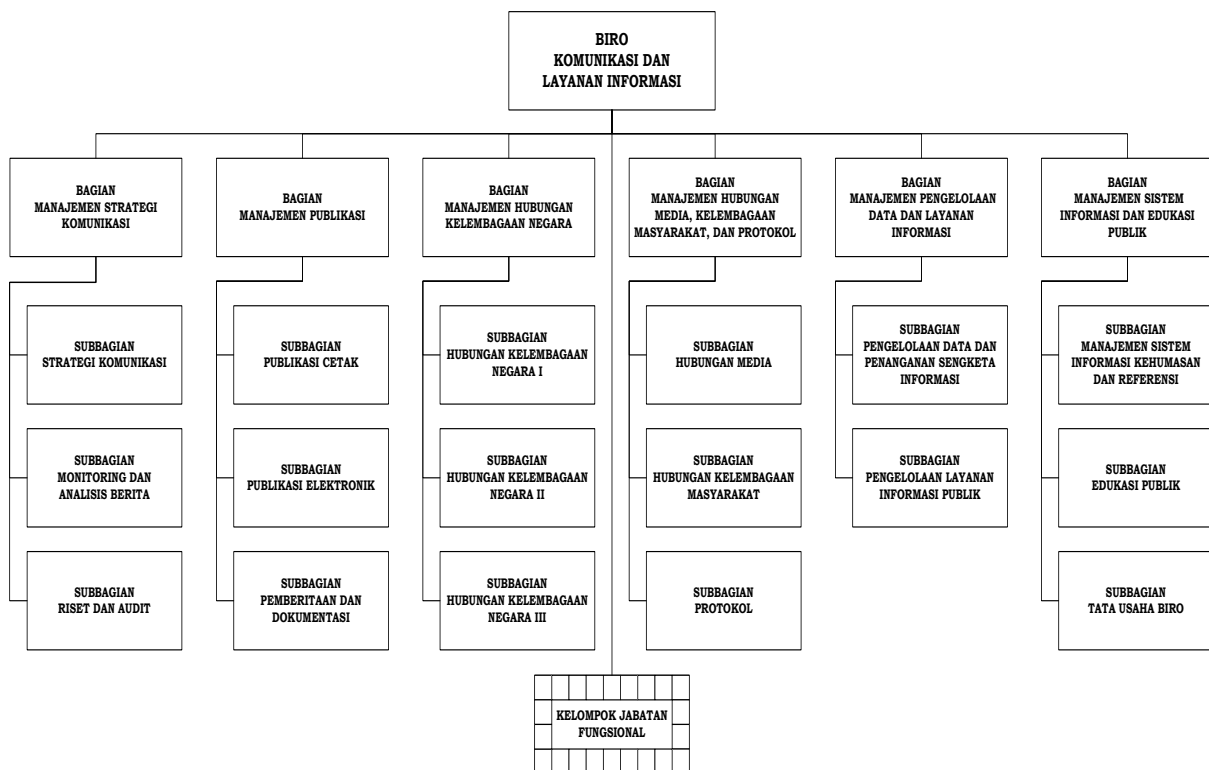 BIRO
KOMUNIKASI DAN
LAYANAN INFORMASI
BAGIAN
MANAJEMEN STRATEGI
KOMUNIKASI
BAGIAN
MANAJEMEN PUBLIKASI
BAGIAN
MANAJEMEN HUBUNGAN
KELEMBAGAAN NEGARA
BAGIAN
MANAJEMEN HUBUNGAN
MEDIA, KELEMBAGAAN
MASYARAKAT, DAN PROTOKOL
BAGIAN
MANAJEMEN PENGELOLAAN
DATA DAN LAYANAN
INFORMASI
BAGIAN
MANAJEMEN SISTEM
INFORMASI DAN EDUKASI
PUBLIK
SUBBAGIAN
STRATEGI KOMUNIKASI
SUBBAGIAN
PUBLIKASI CETAK
SUBBAGIAN
HUBUNGAN KELEMBAGAAN
NEGARA I
SUBBAGIAN
HUBUNGAN MEDIA
SUBBAGIAN
PENGELOLAAN DATA DAN
PENANGANAN SENGKETA
INFORMASI
SUBBAGIAN
MANAJEMEN SISTEM
INFORMASI KEHUMASAN
DAN REFERENSI
SUBBAGIAN
MONITORING DAN
ANALISIS BERITA
SUBBAGIAN
PUBLIKASI ELEKTRONIK
SUBBAGIAN
HUBUNGAN KELEMBAGAAN
NEGARA II
SUBBAGIAN
HUBUNGAN KELEMBAGAAN
MASYARAKAT
SUBBAGIAN
PENGELOLAAN LAYANAN
INFORMASI PUBLIK
SUBBAGIAN
EDUKASI PUBLIK
SUBBAGIAN
RISET DAN AUDIT
SUBBAGIAN
PEMBERITAAN DAN
DOKUMENTASI
SUBBAGIAN
HUBUNGAN KELEMBAGAAN
NEGARA III
SUBBAGIAN
PROTOKOL
SUBBAGIAN
TATA USAHA BIRO
KELOMPOK JABATAN
FUNGSIONAL